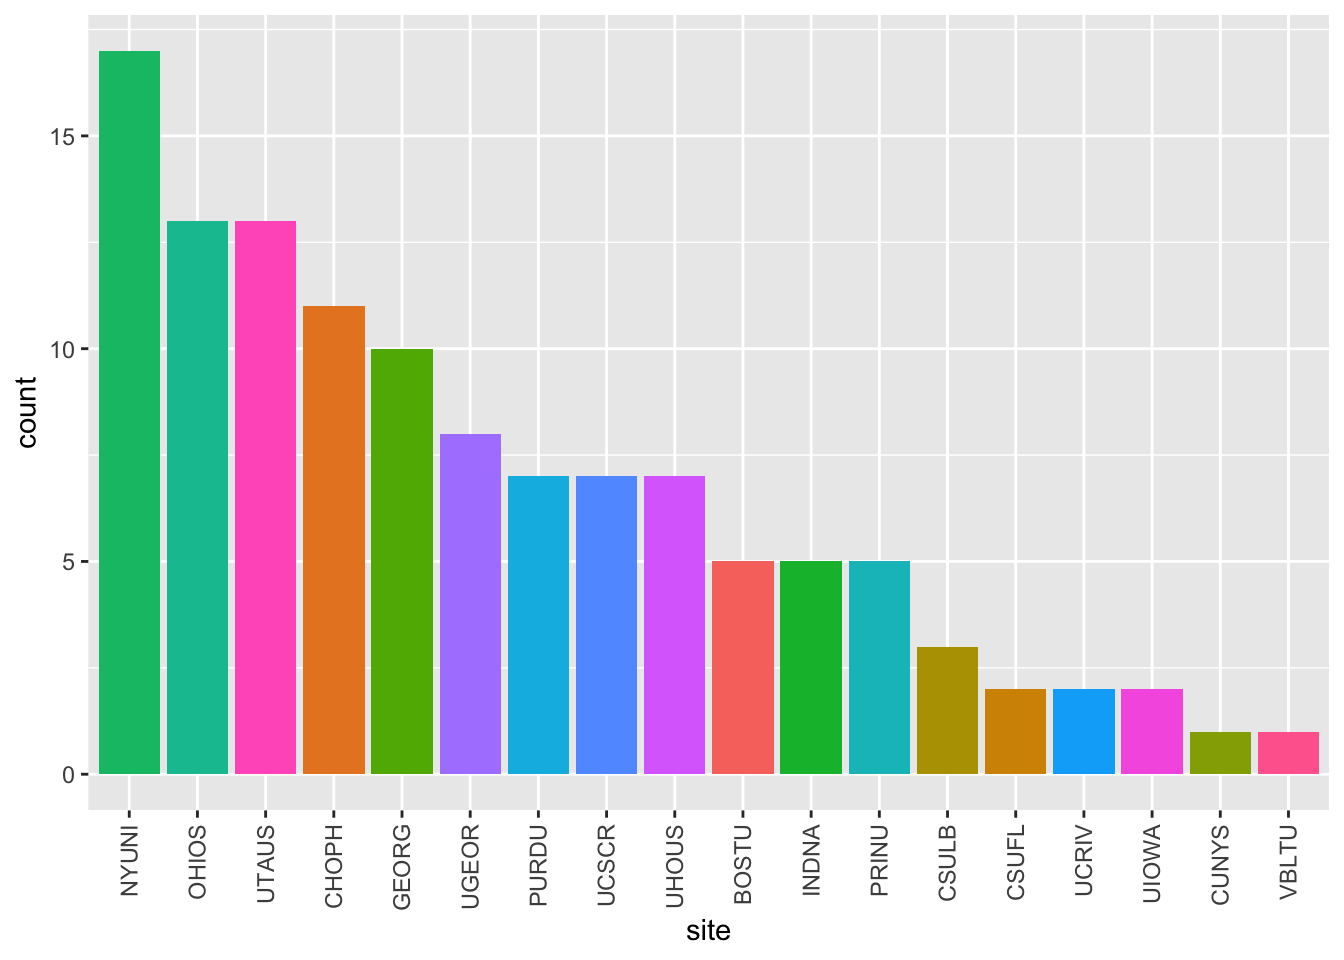 count
15
10
5
0
NYUNI
OHIOS
UTAUS
CHOPH
GEORG
UGEOR
PURDU
UCSCR
UHOUS
BOSTU
INDNA
PRINU
CSULB
CSUFL
UCRIV
UIOWA
CUNYS
VBLTU
site